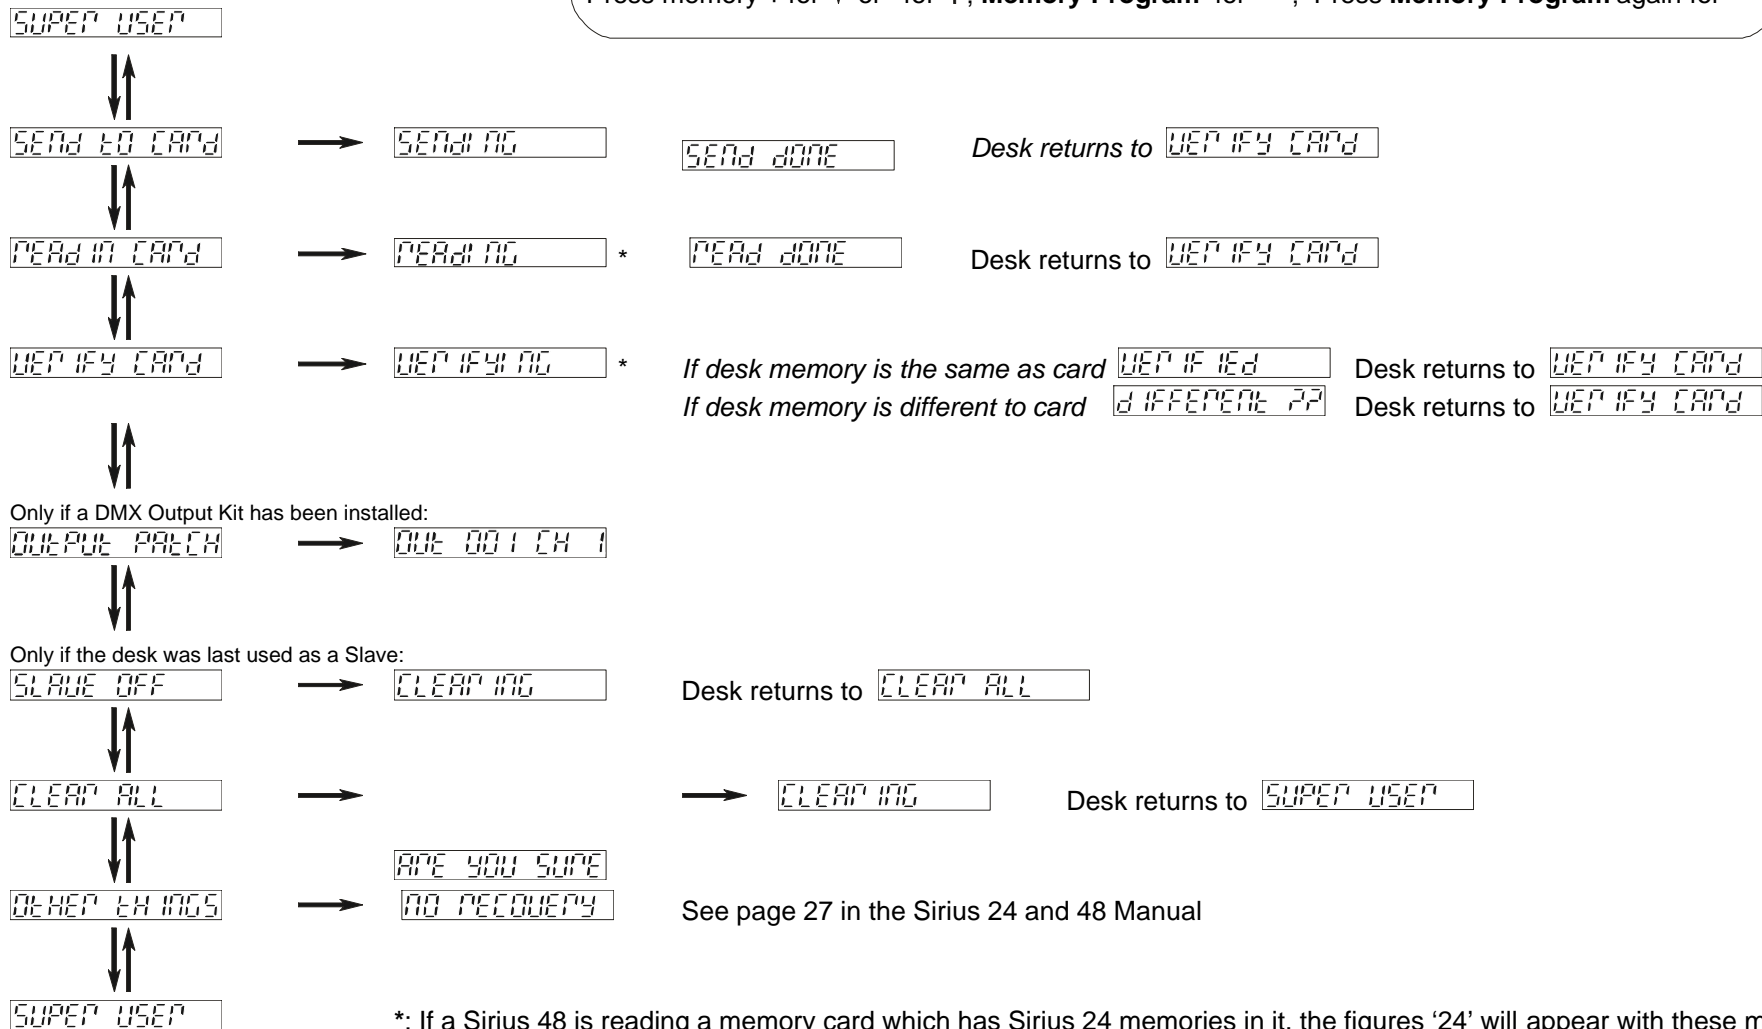 Press memory + for or for , Memory Program for ; Press Memory Program again for
SUPER USER
SENd tO CARd SENdING SENd dONE Desk returns to VERIFY CARd
REAd IN CARd REAdING * REAd dONE Desk returns to VERIFY CARd
VERIFY CARd VERIFYING * If desk memory is the same as card VERIFIEd Desk returns to VERIFY CARd
If desk memory is different to card dIFFERENt ?? Desk returns to VERIFY CARd
Only if a DMX Output Kit has been installed:
OUtPUt PAtCH OUt 001 CH 1
Only if the desk was last used as a Slave:
SLAVE OFF CLEARING Desk returns to CLEAR ALL
CLEAR ALL CLEARING Desk returns to SUPER USER
ARE YOU SURE
OtHER tHINGS NO RECOVERY See page 27 in the Sirius 24 and 48 Manual
SUPER USER
*: If a Sirius 48 is reading a memory card which has Sirius 24 memories in it, the figures ‘24’ will appear with these